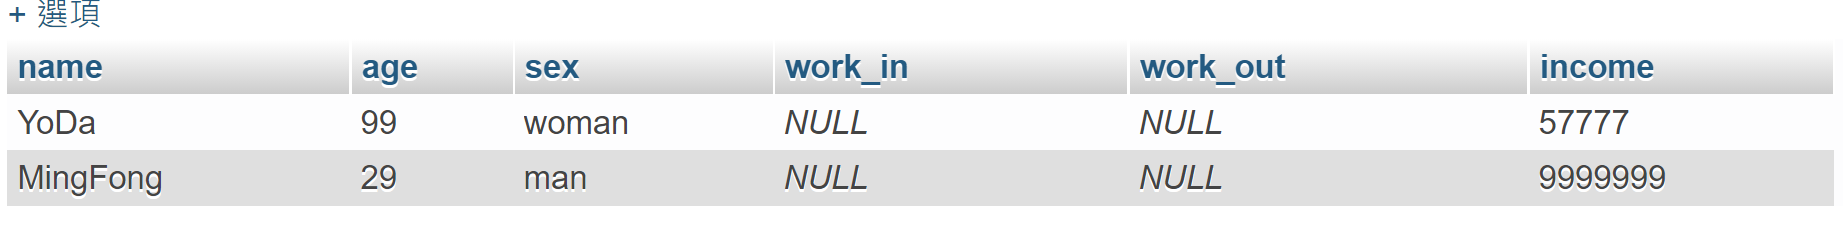 + 選項
name age sex work_in work_out income
YoDa 99 woman NULL NULL 57777
MingFong 29 man NULL NULL 9999999